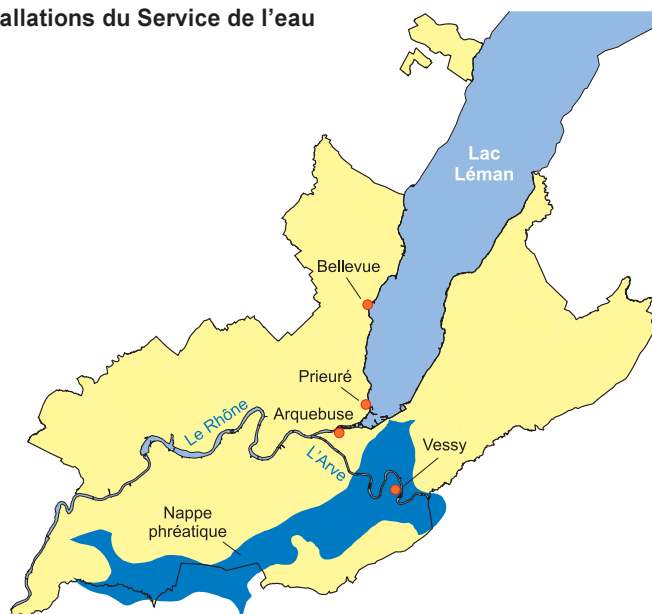 allations du Service de l'eau
Lac
Léman
Bellevue
Prieuré
Arquebuse
Le Rhône
L'Arve
Vessy
Nappe
phréatique